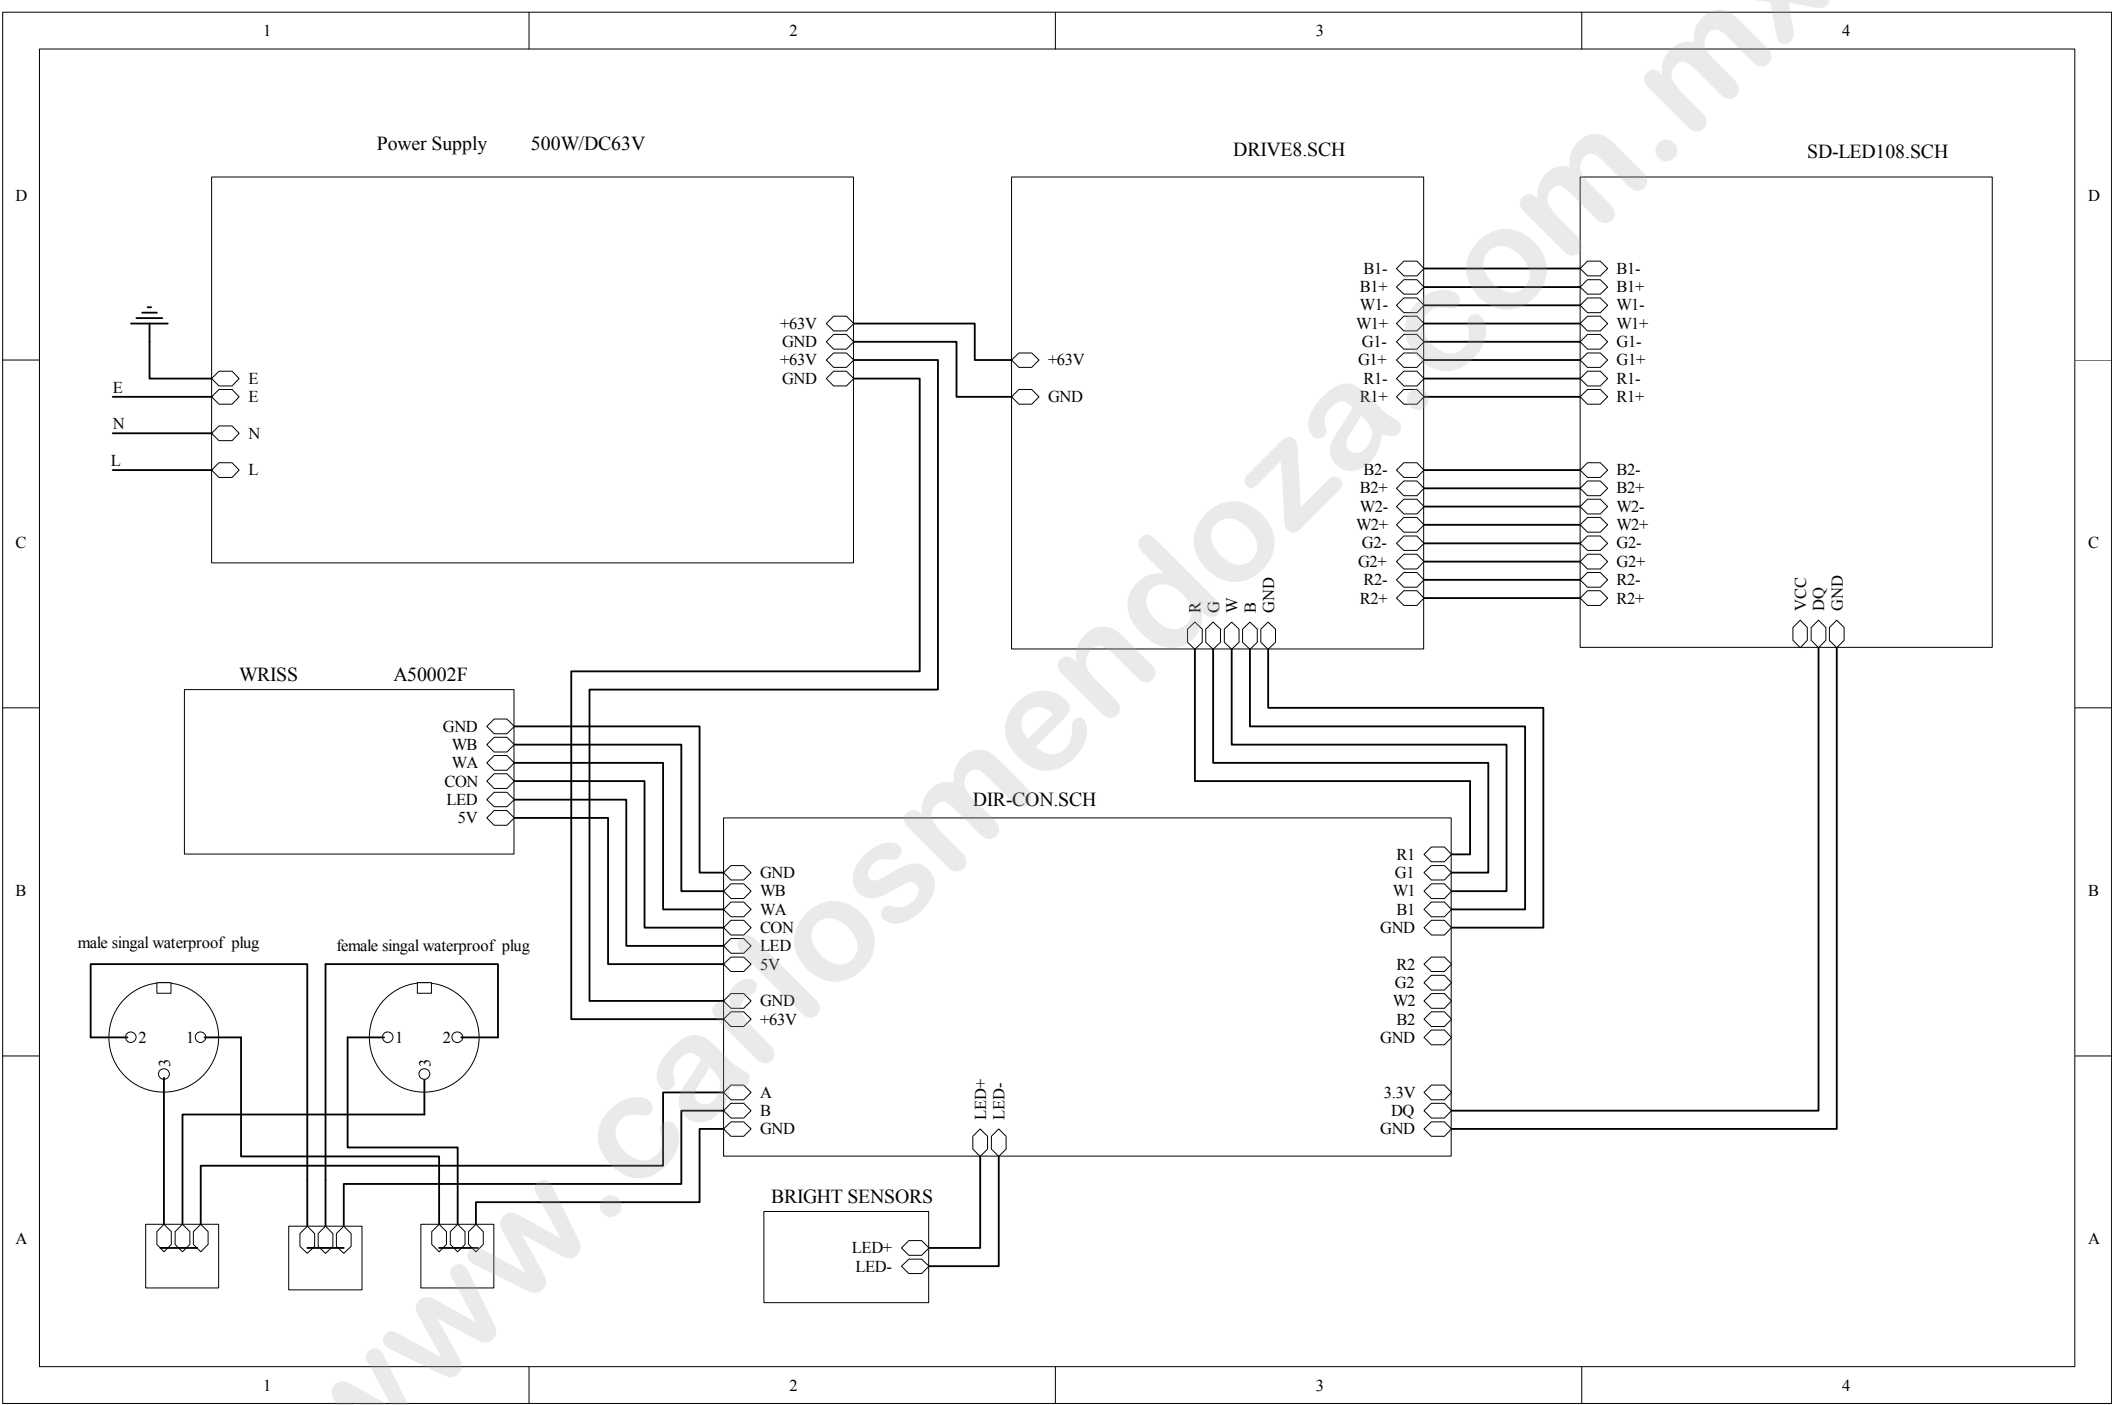 1 2 3 4
Power Supply 500W/DC63V
DRIVE8.SCH
SD-LED108.SCH
D D
B1- B1-
B1+ B1+
W1- W1-
+63V W1+ W1+
GND G1- G1-
+63V +63V G1+ G1+
E GND R1- R1-
E E GND R1+ R1+
N N
L L B2- B2-
B2+ B2+
W2- W2-
W2+ W2+
C G2- G2- C
G2+ G2+
R2- R2-
R2+ R2+
R G W B GND
VCC DQ GND
WRISS A50002F
GND
WB
WA
CON
LED
5V
DIR-CON.SCH
R1
GND G1
B WB W1 B
WA B1
CON GND
LED
5V R2
G2
GND W2
+63V B2
GND
male singal waterproof plug
female singal waterproof plug
2 1 1 2
3 3
A 3.3V
B DQ
GND GND
LED+ LED-
BRIGHT SENSORS
A A
LED+
LED-
1 2 3 4
www.carlosmendoza.com.mx